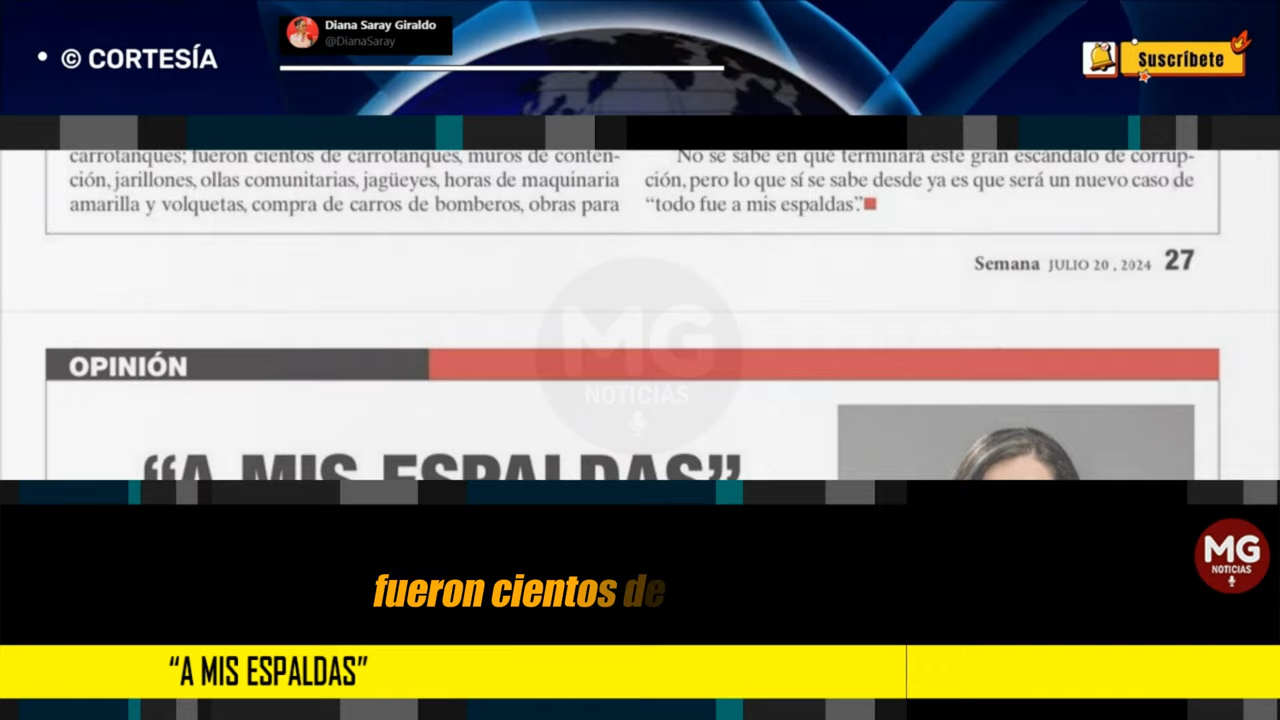 • © CORTESÍA
Diana Saray Giraldo
@DianaSaray
Suscríbete
carrotanques; fueron cientos de carrotanques, muros de conten-
ción, jarillones, ollas comunitarias, jagüeyes, horas de maquinaria
amarilla y volquetas, compra de carros de bomberos, obras para
No se sabe en qué terminará este gran escándalo de corrup-
ción, pero lo que sí se sabe desde ya es que será un nuevo caso de
“todo fue a mis espaldas”.
Semana JULIO 20, 2024 27
MG
NOTICIAS
OPINIÓN
“A MIS ESPALDAS”
fueron cientos de
MG
NOTICIAS
“A MIS ESPALDAS”